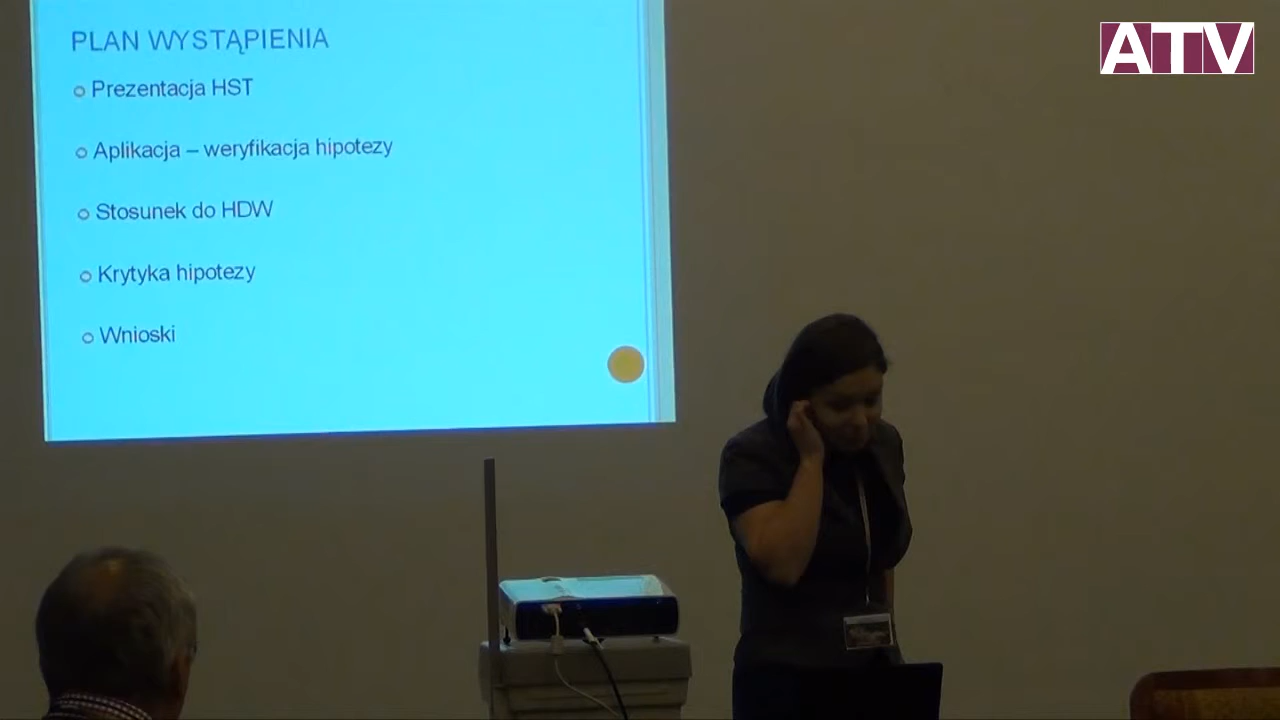 ATV
PLAN WYSTĄPIENIA
Prezentacja HST
Aplikacja – weryfikacja hipotezy
Stosunek do HDW
Krytyka hipotezy
Wnioski